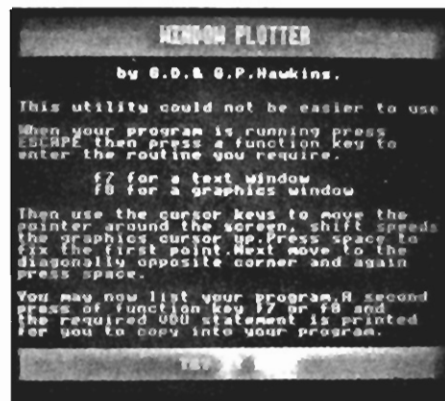 WINDOW PLOTTER
by G.D.& G.P.Hawkins.
This utility could not be easier to use
When your program is running press
ESCAPE then press a function key to
enter the routine you require.
f7 for a text window
f8 for a graphics window
Then use the cursor keys to move the
pointer around the screen, shift speeds
the graphics cursor up.Press space to
fix the first point.Next move to the
diagonally opposite corner and again
press space.
You may now list your program.A second
press of function key f7 or f8 and
the required VDU statement is printed
for you to copy into your program.